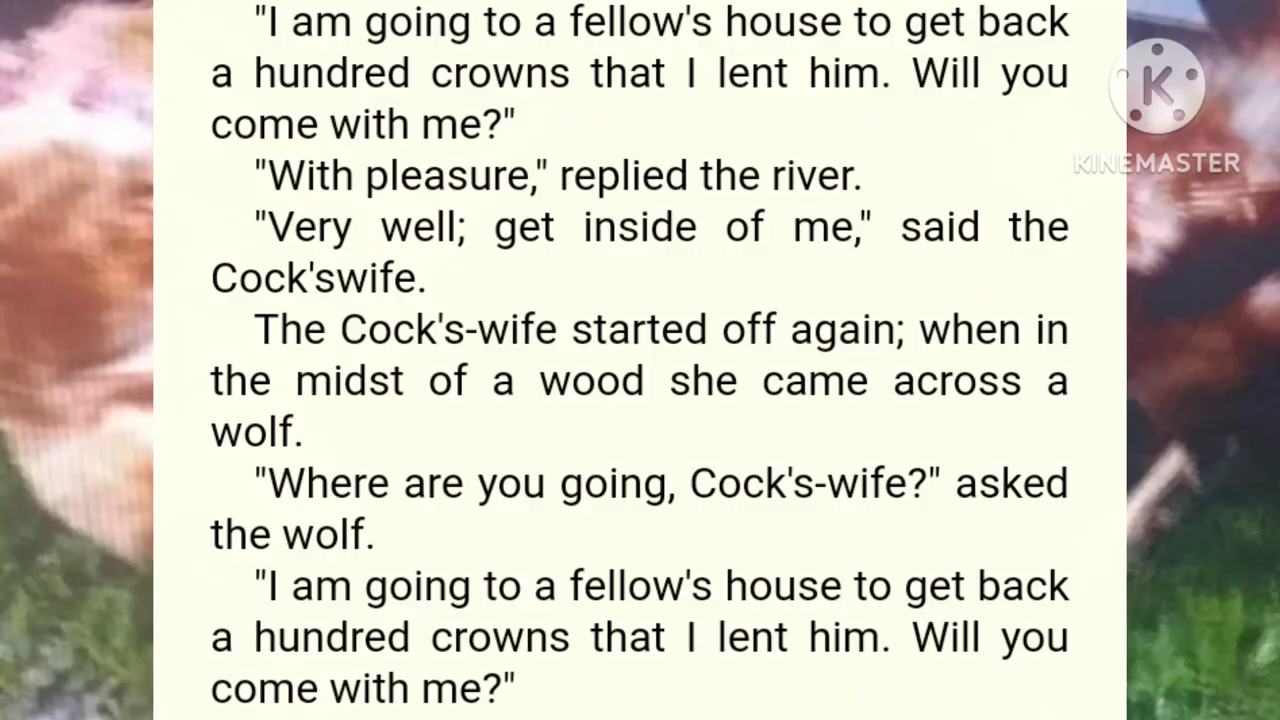 "I am going to a fellow's house to get back
a hundred crowns that I lent him. Will you
come with me?"
"With pleasure," replied the river.
"Very well; get inside of me," said the
Cock'swife.
The Cock's-wife started off again; when in
the midst of a wood she came across a
wolf.
"Where are you going, Cock's-wife?" asked
the wolf.
"I am going to a fellow's house to get back
a hundred crowns that I lent him. Will you
come with me?"
K
KINEMASTER